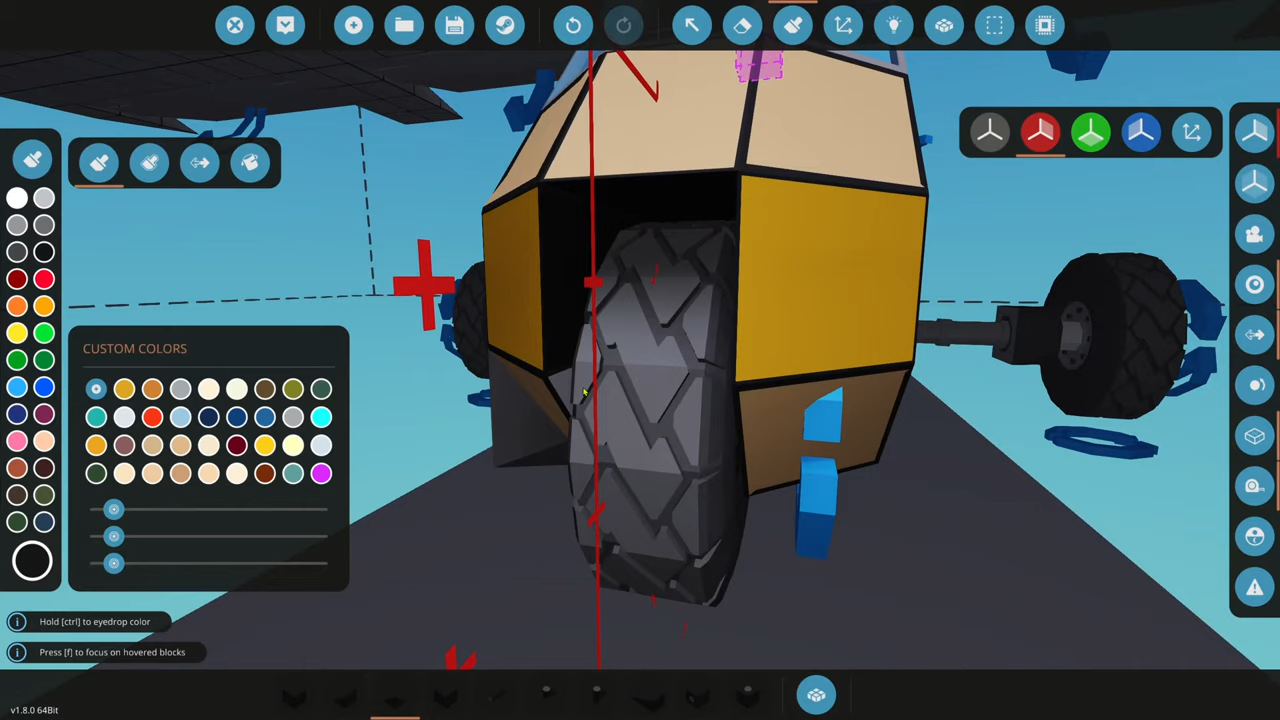 CUSTOM COLORS
Hold [ctrl] to eyedrop color
Press [f] to focus on hovered blocks
v1.8.0 64Bit